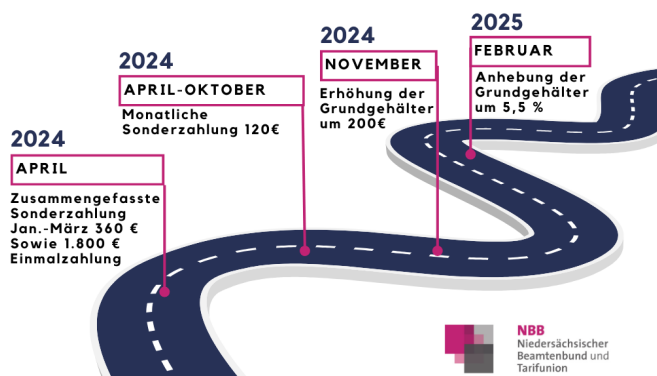 2024
APRIL
Zusammengefasste
Sonderzahlung
Jan.-März 360 €
Sowie 1.800 €
Einmalzahlung
2024
APRIL-OKTOBER
Monatliche
Sonderzahlung 120€
2024
NOVEMBER
Erhöhung der
Grundgehälter
um 200€
2025
FEBRUAR
Anhebung der
Grundgehälter
um 5,5 %
NBB
Niedersächsischer
Beamtenbund und
Tarifunion